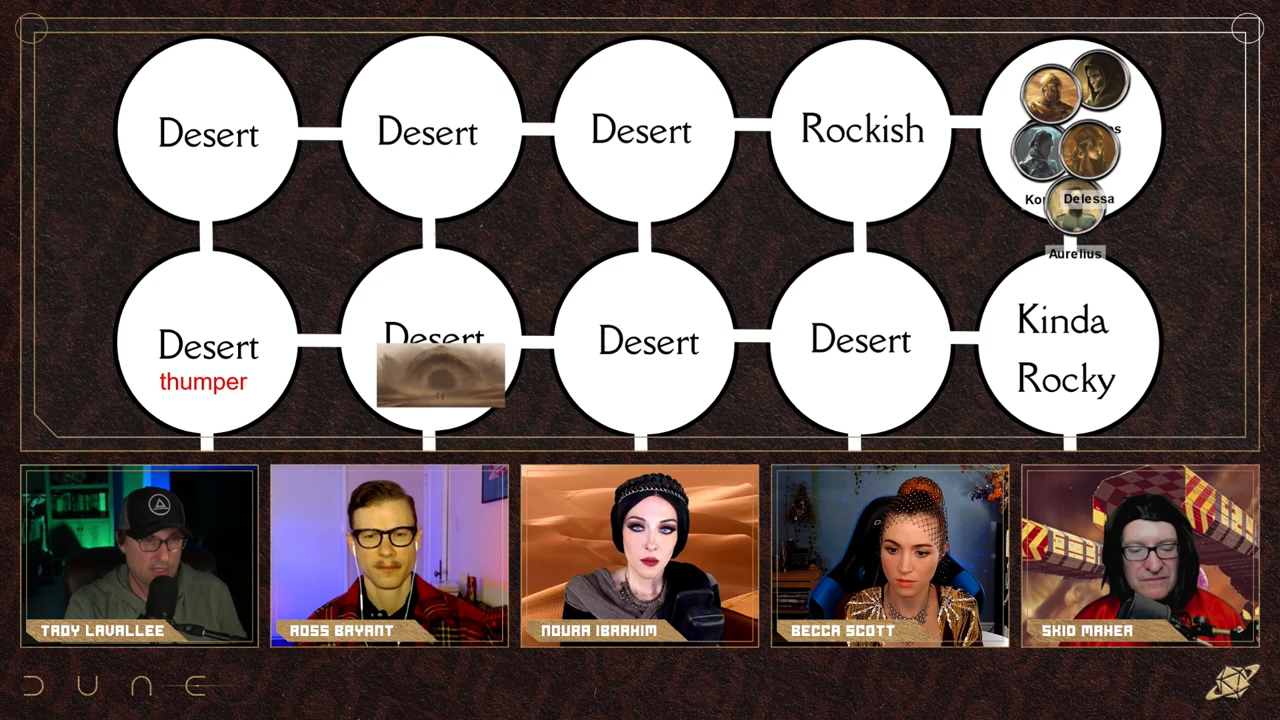 Desert
Desert
Desert
Rockish
Delessa
Aurelius
Desert
thumper
Desert
Desert
Desert
Kinda
Rocky
TROY LAVALLEE
ROSS BRYANT
NOURA IBRAHIM
BECCA SCOTT
SKID MAHER
DUNE